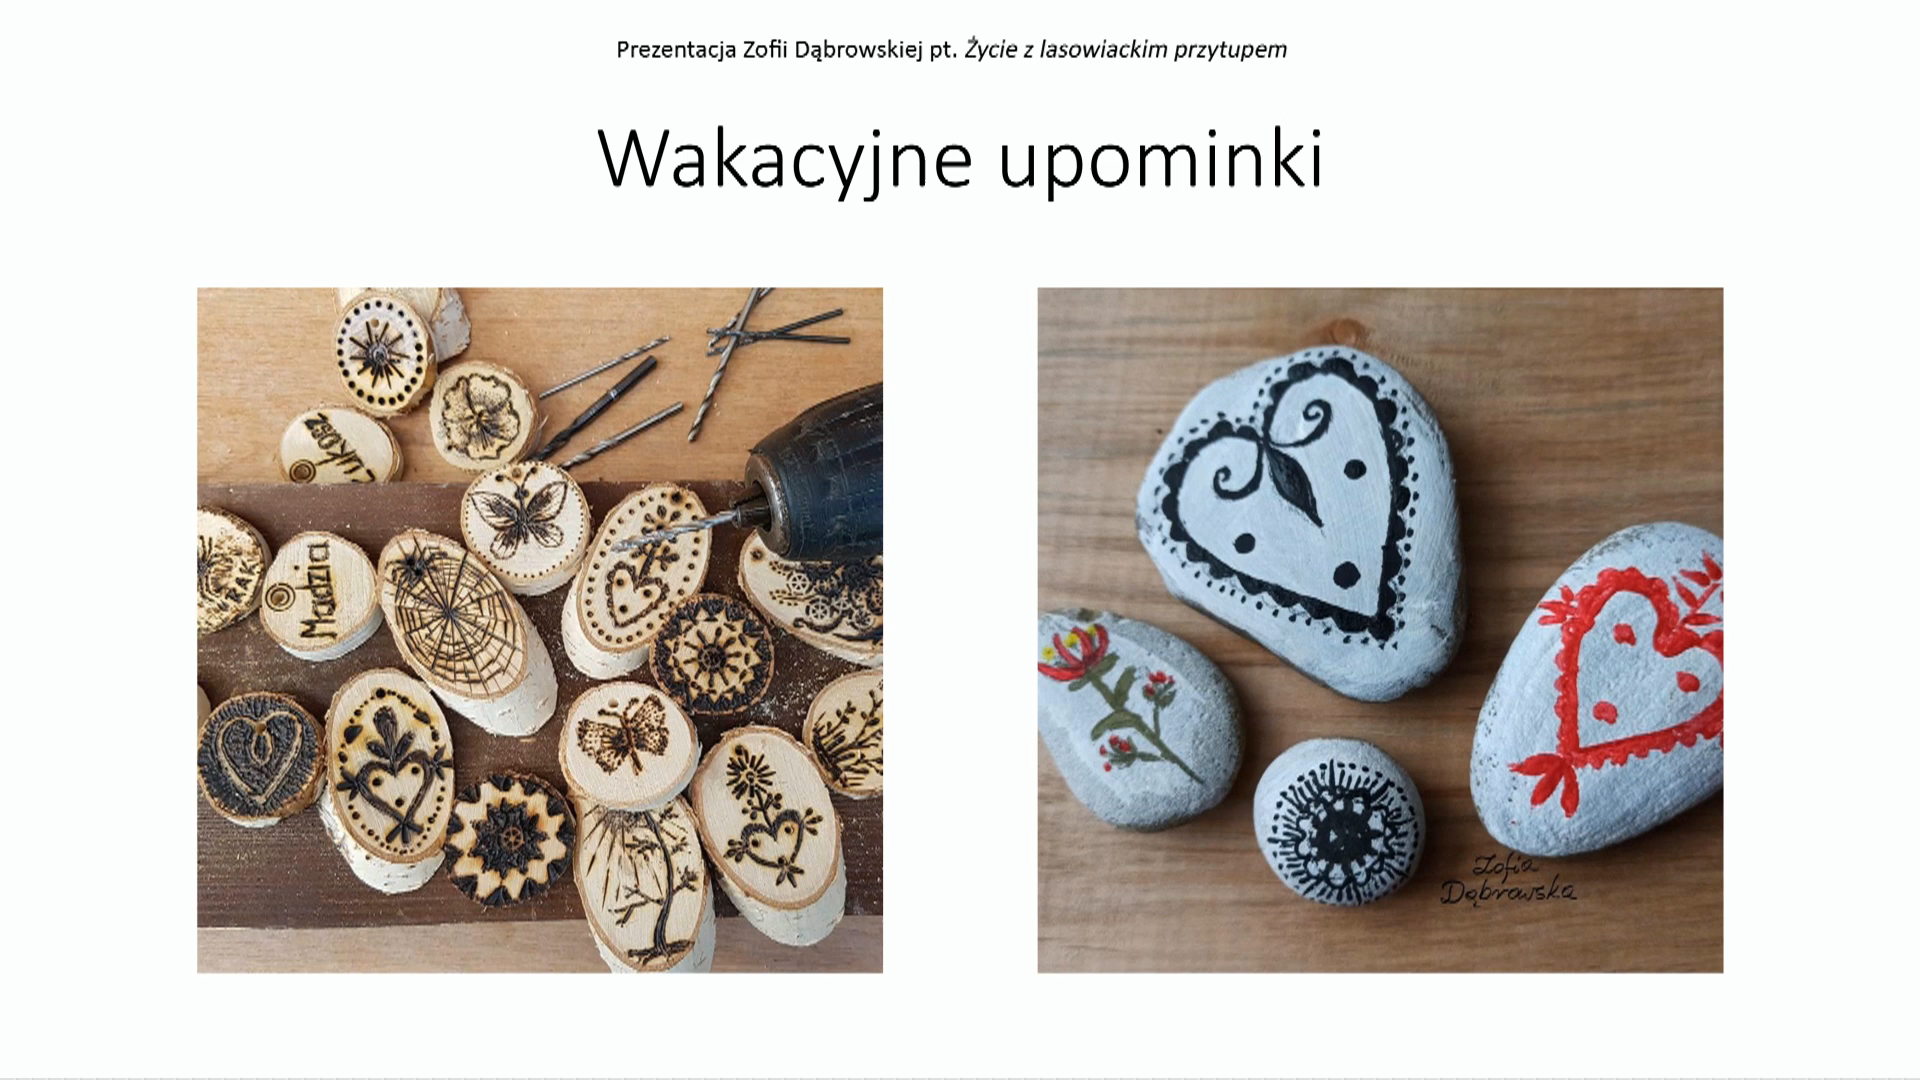 Prezentacja Zofii Dąbrowskiej pt. Życie z lasowiackim przytupem
Wakacyjne upominki
Madzia
Zofia
Dąbrowska